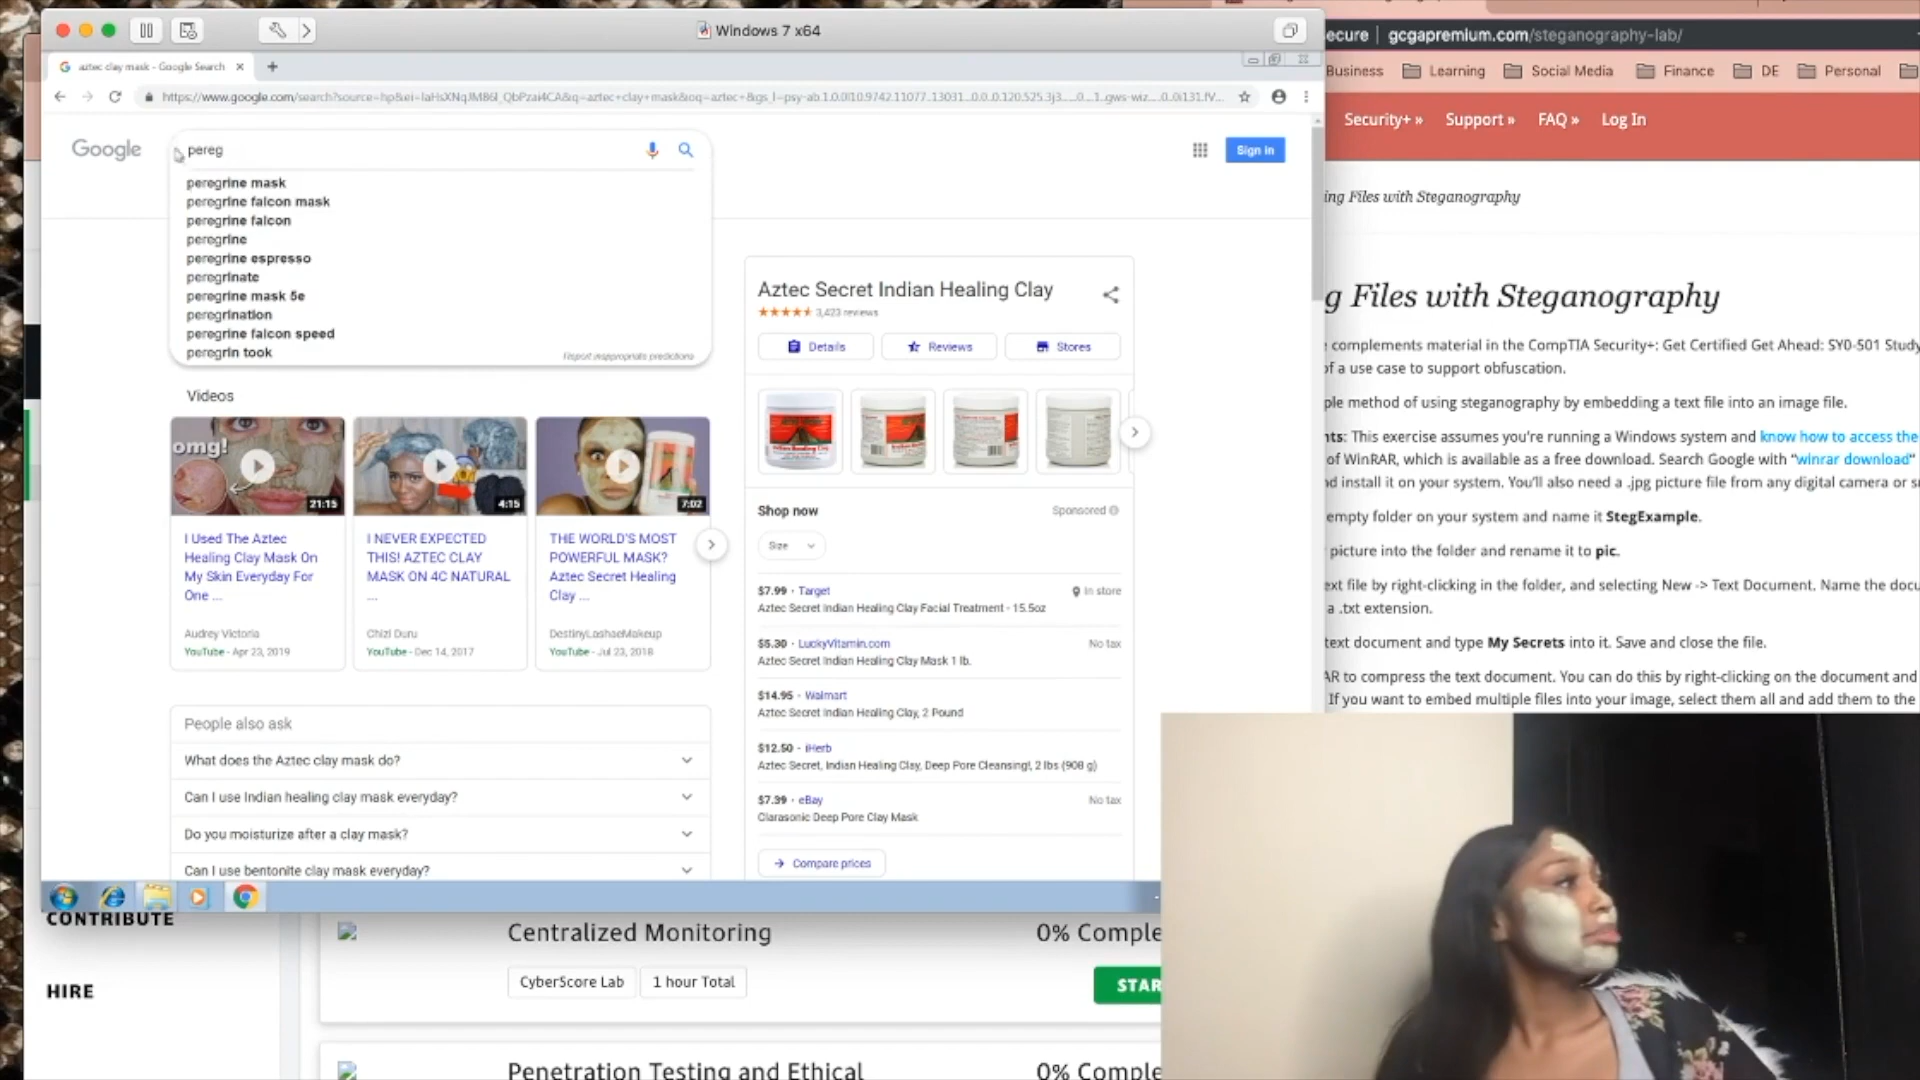 Windows 7 x64
aztec clay mask - Google Search
Google
pereg
Sign in
peregrine mask
peregrine falcon mask
peregrine falcon
peregrine
peregrine espresso
peregrinate
peregrine mask 5e
peregrination
peregrine falcon speed
peregrin took
Report inappropriate predictions
Videos
omg!
21:15
4:15
7:02
I Used The Aztec
Healing Clay Mask On
My Skin Everyday For
One ...
Audrey Victoria
YouTube - Apr 23, 2019
I NEVER EXPECTED
THIS! AZTEC CLAY
MASK ON 4C NATURAL
...
Chizi Duru
YouTube - Dec 14, 2017
THE WORLD'S MOST
POWERFUL MASK?
Aztec Secret Healing
Clay ...
DestinyLashaeMakeup
YouTube - Jul 23, 2018
People also ask
What does the Aztec clay mask do?
Can I use Indian healing clay mask everyday?
Do you moisturize after a clay mask?
Can I use bentonite clay mask everyday?
Aztec Secret Indian Healing Clay
3,423 reviews
Details
Reviews
Stores
Shop now
Sponsored
Size
$7.99 - Target
In store
Aztec Secret Indian Healing Clay Facial Treatment - 15.5oz
$5.30 - LuckyVitamin.com
No tax
Aztec Secret Indian Healing Clay Mask 1 lb.
$14.95 - Walmart
Aztec Secret Indian Healing Clay, 2 Pound
$12.50 - iHerb
Aztec Secret, Indian Healing Clay, Deep Pore Cleansing!, 2 lbs (908 g)
$7.39 - eBay
No tax
Clarasonic Deep Pore Clay Mask
Compare prices
ecure | gcgapremium.com/steganography-lab/
Business
Learning
Social Media
Finance
DE
Personal
Security+ »
Support »
FAQ »
Log In
ing Files with Steganography
g Files with Steganography
complements material in the CompTIA Security+: Get Certified Get Ahead: SY0-501 Study
of a use case to support obfuscation.
ple method of using steganography by embedding a text file into an image file.
nts: This exercise assumes you're running a Windows system and know how to access the
of WinRAR, which is available as a free download. Search Google with “winrar download”
nd install it on your system. You'll also need a .jpg picture file from any digital camera or
empty folder on your system and name it StegExample.
picture into the folder and rename it to pic.
ext file by right-clicking in the folder, and selecting New -> Text Document. Name the docu
a .txt extension.
text document and type My Secrets into it. Save and close the file.
AR to compress the text document. You can do this by right-clicking on the document and
If you want to embed multiple files into your image, select them all and add them to the
CONTRIBUTE
HIRE
Centralized Monitoring
0% Comple
CyberScore Lab
1 hour Total
STAR
Penetration Testing and Ethical
0% Comple